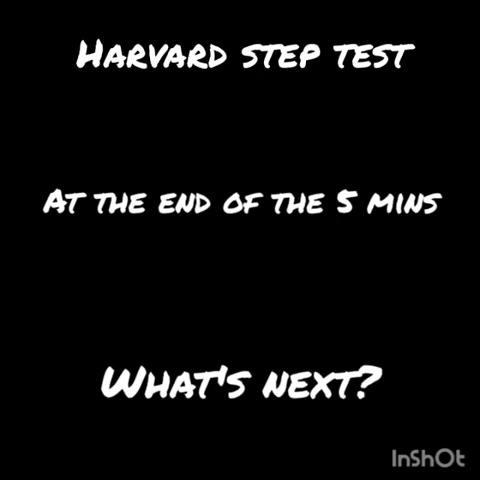 Harvard step test
At the end of the 5 mins
What's next?
InShOt